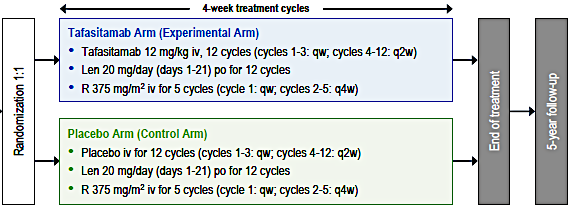 4-week treatment cycles
Randomization 1:1
Tafasitamab Arm (Experimental Arm)
• Tafasitamab 12 mg/kg iv, 12 cycles (cycles 1-3: qw; cycles 4-12: q2w)
• Len 20 mg/day (days 1-21) po for 12 cycles
• R 375 mg/m² iv for 5 cycles (cycle 1: qw; cycles 2-5: q4w)
Placebo Arm (Control Arm)
• Placebo iv for 12 cycles (cycles 1-3: qw; cycles 4-12: q2w)
• Len 20 mg/day (days 1-21) po for 12 cycles
• R 375 mg/m² iv for 5 cycles (cycle 1: qw; cycles 2-5: q4w)
End of treatment
5-year follow-up